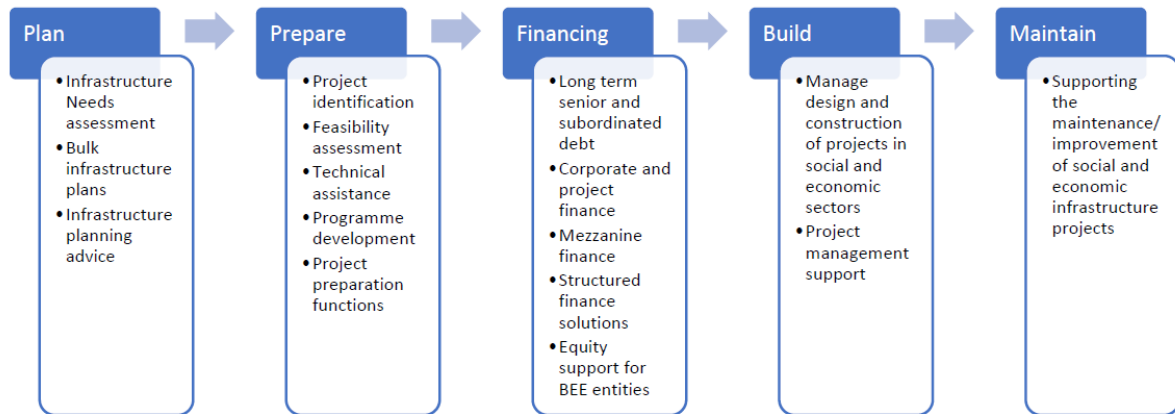 Plan
• Infrastructure
Needs
assessment
• Bulk
infrastructure
plans
• Infrastructure
planning
advice
Prepare
• Project
identification
• Feasibility
assessment
• Technical
assistance
• Programme
development
• Project
preparation
functions
Financing
• Long term
senior and
subordinated
debt
• Corporate and
project
finance
• Mezzanine
finance
• Structured
finance
solutions
• Equity
support for
BEE entities
Build
• Manage
design and
construction
of projects in
social and
economic
sectors
• Project
management
support
Maintain
• Supporting
the
maintenance/
improvement
of social and
economic
infrastructure
projects